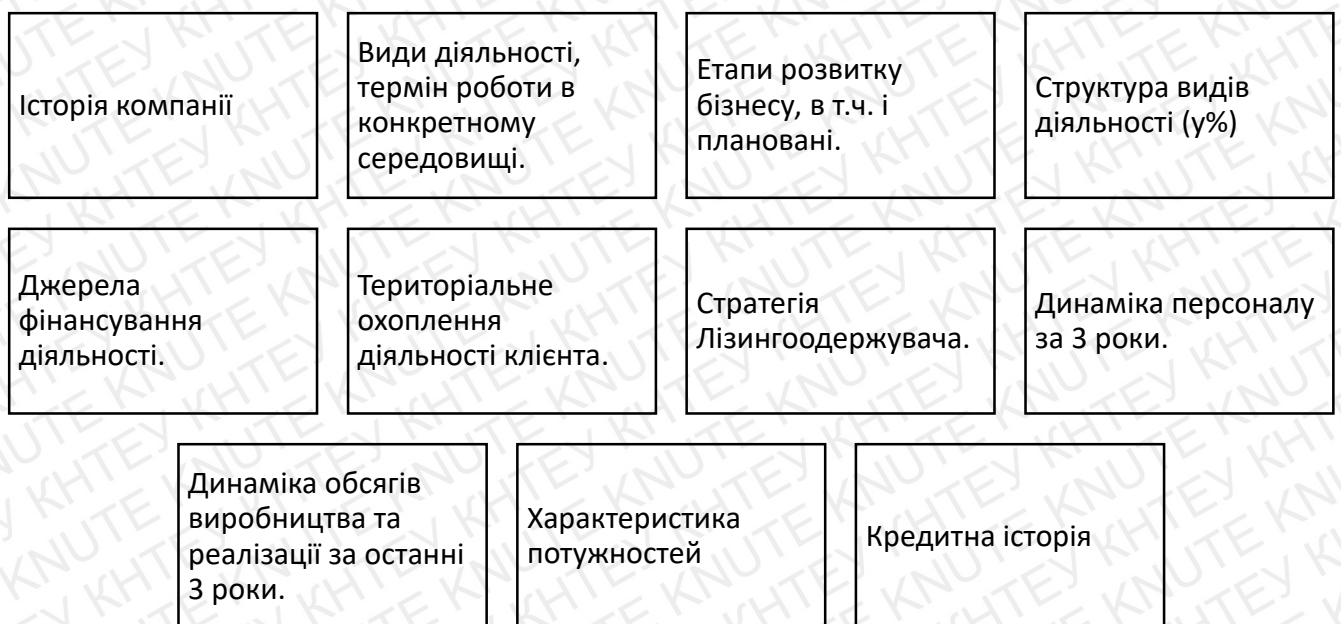 Історія компанії
Види діяльності,
термін роботи в
конкретному
середовищі.
Етапи розвитку
бізнесу, в т.ч. і
плановані.
Структура видів
діяльності (у%)
Джерела
фінансування
діяльності.
Територіальне
охоплення
діяльності клієнта.
Стратегія
Лізингоодержувача.
Динаміка персоналу
за 3 роки.
Динаміка обсягів
виробництва та
реалізації за останні
3 роки.
Характеристика
потужностей
Кредитна історія